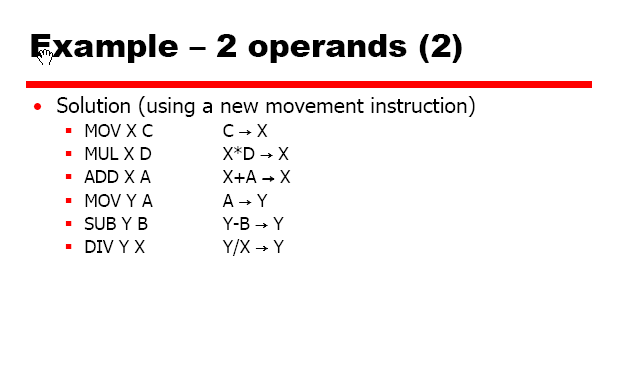 Example – 2 operands (2)
• Solution (using a new movement instruction)
▪ MOV X C C → X
▪ MUL X D X*D → X
▪ ADD X A X+A → X
▪ MOV Y A A → Y
▪ SUB Y B Y-B → Y
▪ DIV Y X Y/X → Y